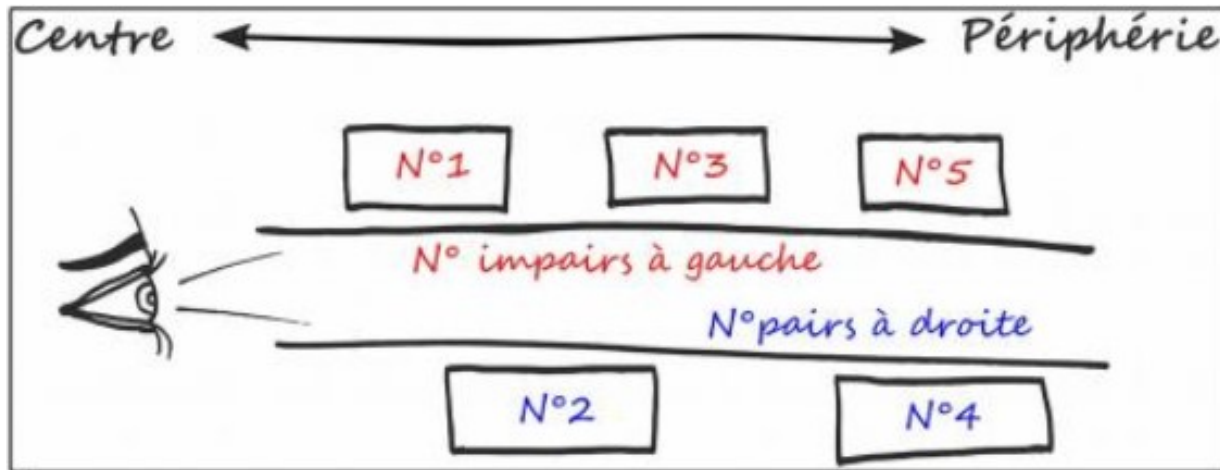 Centre Périphérie
N°1 N°3 N°5
N° impairs à gauche
N°pairs à droite
N°2 N°4